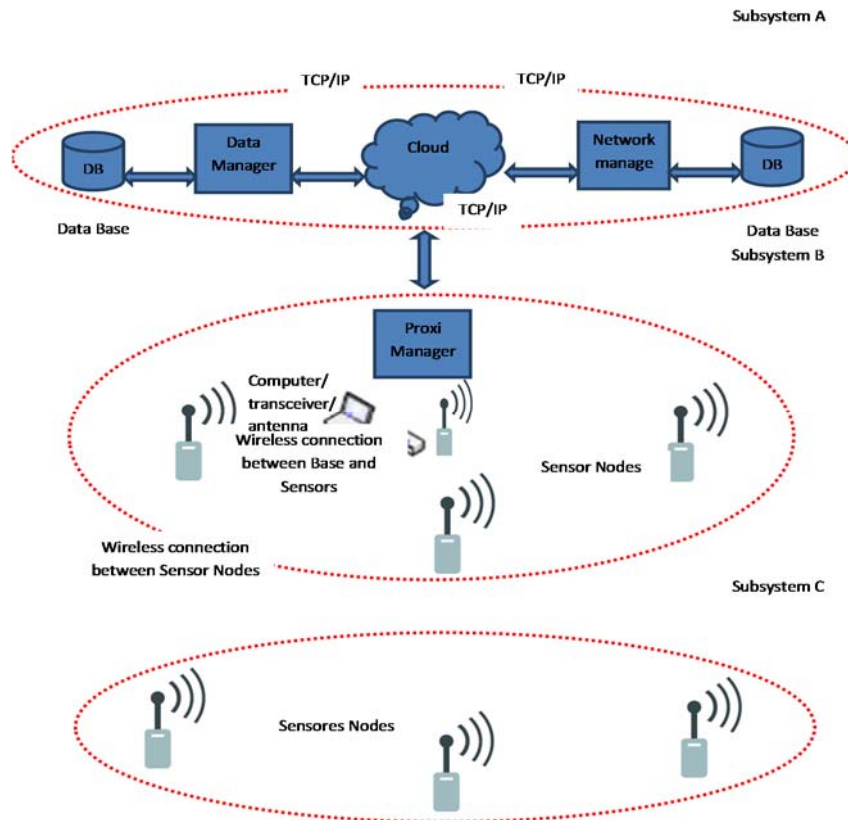 Subsystem A
TCP/IP
TCP/IP
DB
Data
Manager
Cloud
Network
manage
DB
TCP/IP
Data Base
Data Base
Subsystem B
Proxi
Manager
Computer/
transceiver/
antenna
Wireless connection
between Base and
Sensors
Sensor Nodes
Wireless connection
between Sensor Nodes
Subsystem C
Sensores Nodes